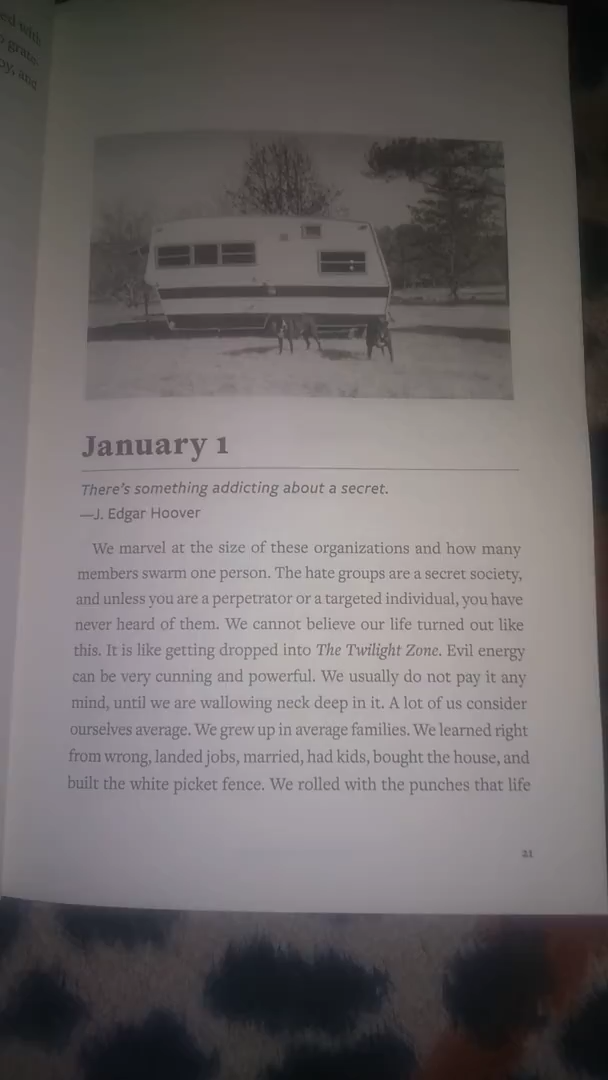 ed with
grate-
oy, and
January 1
There's something addicting about a secret.
—J. Edgar Hoover
We marvel at the size of these organizations and how many
members swarm one person. The hate groups are a secret society,
and unless you are a perpetrator or a targeted individual, you have
never heard of them. We cannot believe our life turned out like
this. It is like getting dropped into The Twilight Zone. Evil energy
can be very cunning and powerful. We usually do not pay it any
mind, until we are wallowing neck deep in it. A lot of us consider
ourselves average. We grew up in average families. We learned right
from wrong, landed jobs, married, had kids, bought the house, and
built the white picket fence. We rolled with the punches that life
21